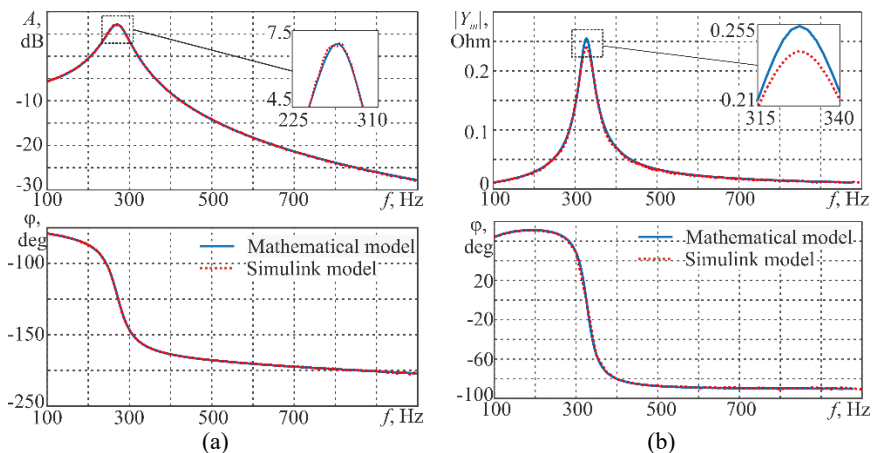 A,
dB
7.5
4.5
225
310
-10
-20
-30
100
300
500
700
f, Hz
φ,
deg
-100
-150
-250
Mathematical model
Simulink model
100
300
500
700
f, Hz
(a)
|Yin|,
Ohm
0.2
0.1
0
0.255
0.21
315
340
100
300
500
700
f, Hz
φ,
deg
20
-20
-60
-100
Mathematical model
Simulink model
100
300
500
700
f, Hz
(b)